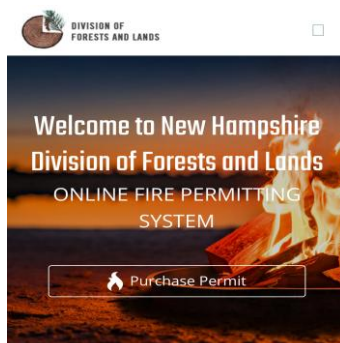 DIVISION OF
FORESTS AND LANDS
Welcome to New Hampshire
Division of Forests and Lands
ONLINE FIRE PERMITTING
SYSTEM
Purchase Permit